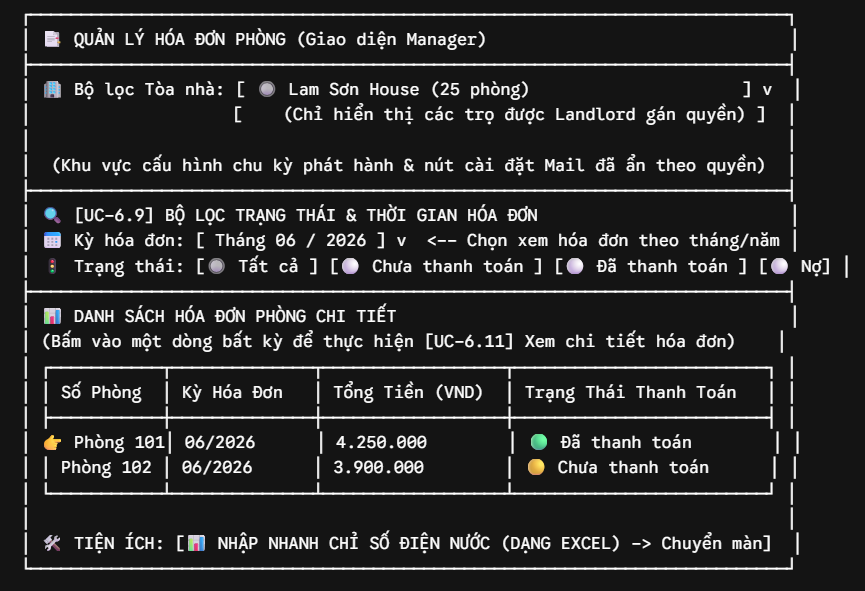 QUẢN LÝ HÓA ĐƠN PHÒNG (Giao diện Manager)
Bộ lọc Tòa nhà: [ Lam Sơn House (25 phòng) ] v
[ (Chỉ hiển thị các trọ được Landlord gán quyền) ]
(Khu vực cấu hình chu kỳ phát hành & nút cài đặt Mail đã ẩn theo quyền)
[UC-6.9] BỘ LỌC TRẠNG THÁI & THỜI GIAN HÓA ĐƠN
Kỳ hóa đơn: [ Tháng 06 / 2026 ] v <-- Chọn xem hóa đơn theo tháng/năm
Trạng thái: [ Tất cả ] [ Chưa thanh toán ] [ Đã thanh toán ] [ Nợ]
DANH SÁCH HÓA ĐƠN PHÒNG CHI TIẾT
(Bấm vào một dòng bất kỳ để thực hiện [UC-6.11] Xem chi tiết hóa đơn)
Số Phòng | Kỳ Hóa Đơn | Tổng Tiền (VND) | Trạng Thái Thanh Toán
Phòng 101 | 06/2026 | 4.250.000 | Đã thanh toán
Phòng 102 | 06/2026 | 3.900.000 | Chưa thanh toán
TIỆN ÍCH: [ NHẬP NHANH CHỈ SỐ ĐIỆN NƯỚC (DẠNG EXCEL) -> Chuyển màn]